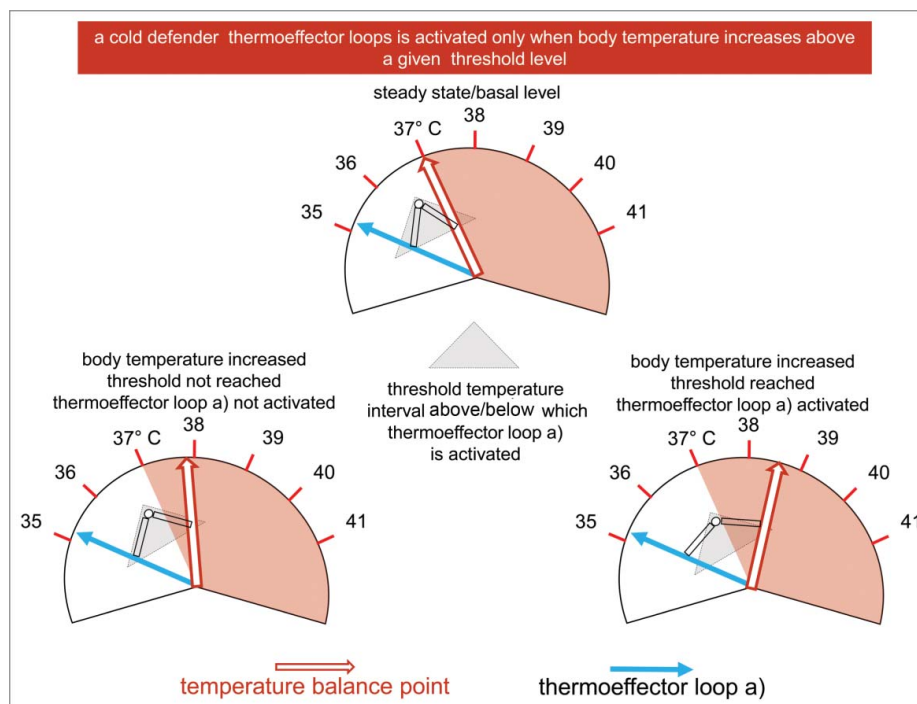 a cold defender thermoeffector loops is activated only when body temperature increases above
a given threshold level
steady state/basal level
35
36
37° C
38
39
40
41
threshold temperature
interval above/below which
thermoeffector loop a)
is activated
body temperature increased
threshold not reached
thermoeffector loop a) not activated
35
36
37° C
38
39
40
41
body temperature increased
threshold reached
thermoeffector loop a) activated
35
36
37° C
38
39
40
41
temperature balance point
thermoeffector loop a)